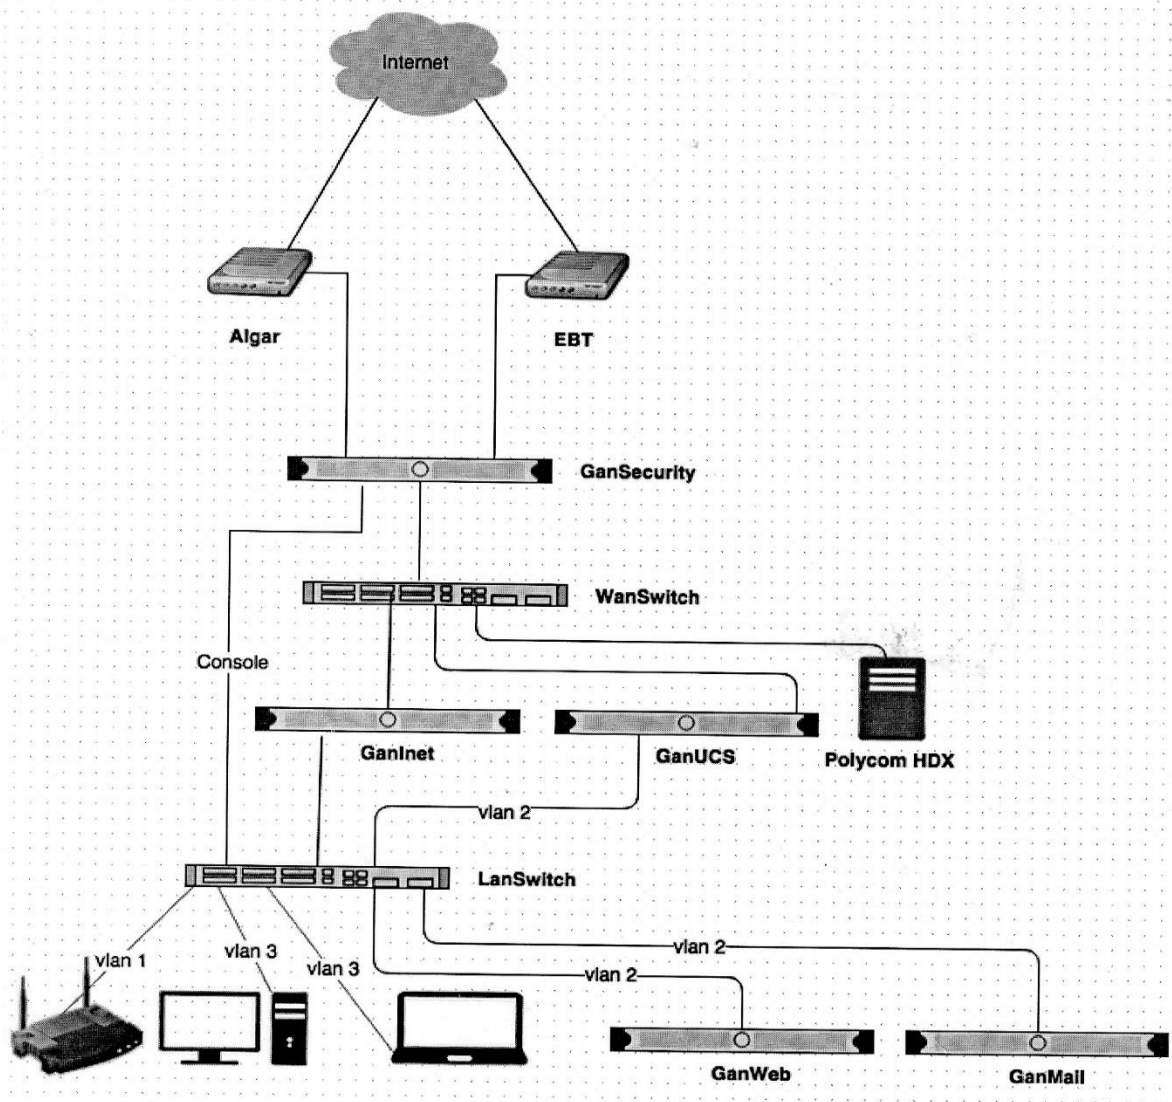 Internet
Algar
EBT
GanSecurity
WanSwitch
Console
GanInet
GanUCS
Polycom HDX
vlan 2
LanSwitch
vlan 1
vlan 3
vlan 3
vlan 2
vlan 2
GanWeb
GanMail